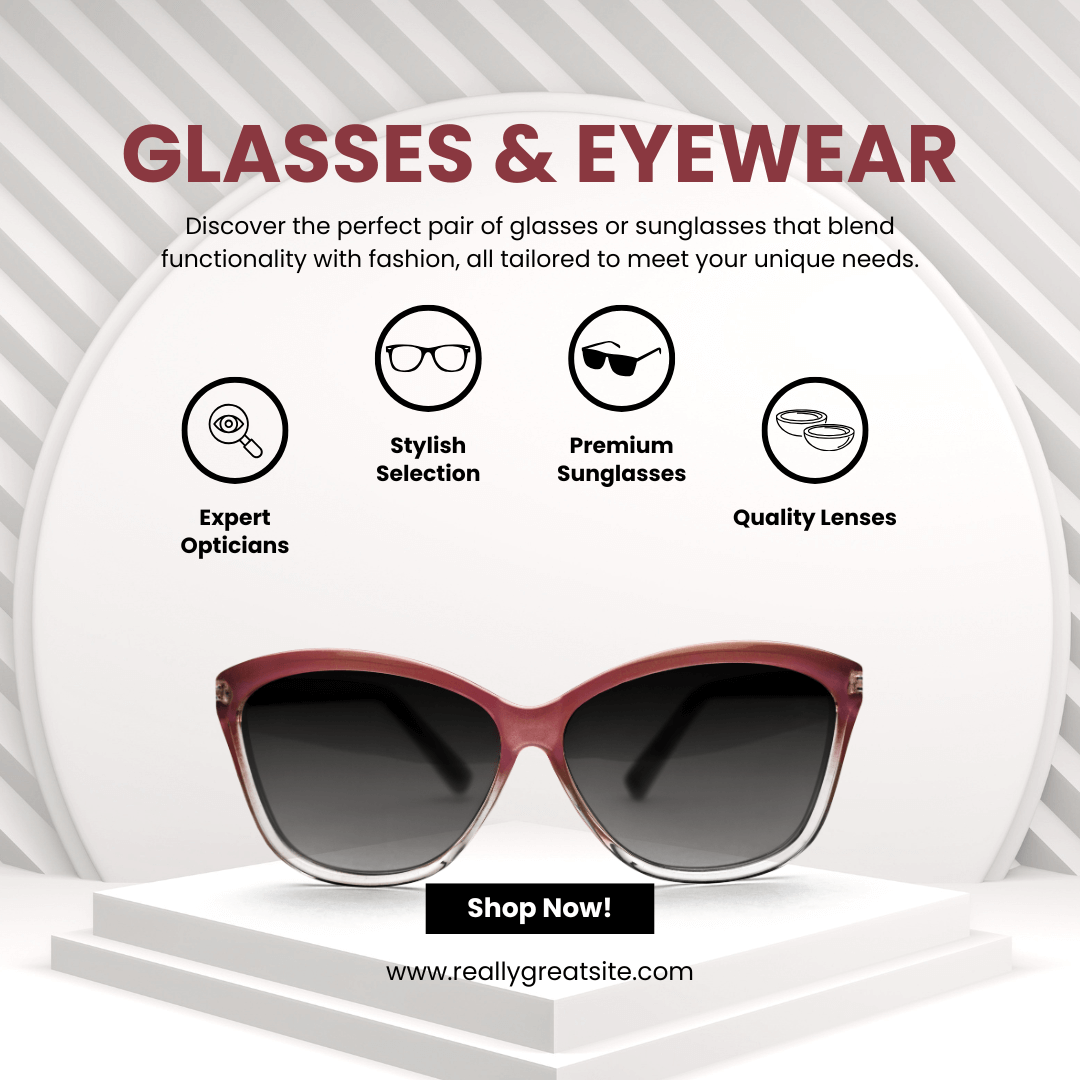 GLASSES & EYEWEAR
Discover the perfect pair of glasses or sunglasses that blend
functionality with fashion, all tailored to meet your unique needs.
Expert
Opticians
Stylish
Selection
Premium
Sunglasses
Quality Lenses
Shop Now!
www.reallygreatsite.com